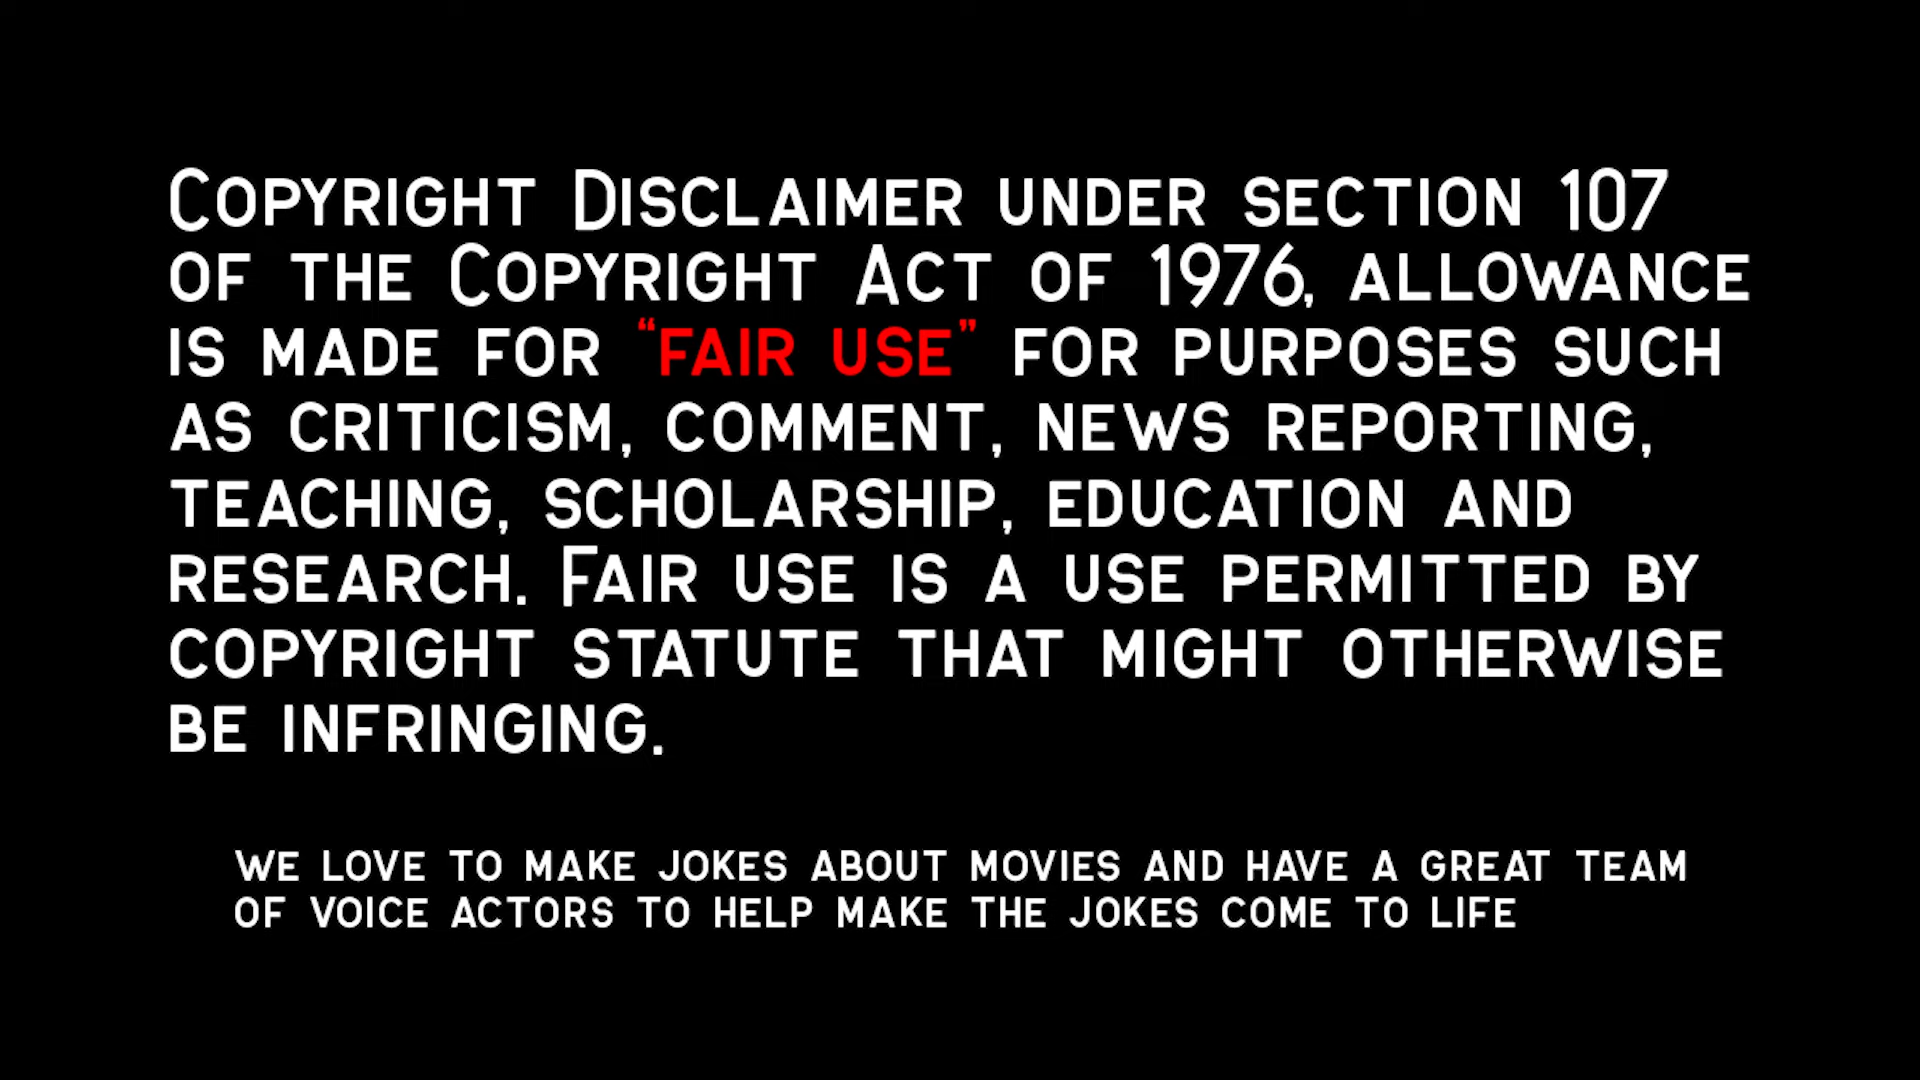 Copyright Disclaimer under section 107
of the Copyright Act of 1976, allowance
is made for “fair use” for purposes such
as criticism, comment, news reporting,
teaching, scholarship, education and
research. Fair use is a use permitted by
copyright statute that might otherwise
be infringing.
we love to make jokes about movies and have a great team
of voice actors to help make the jokes come to life